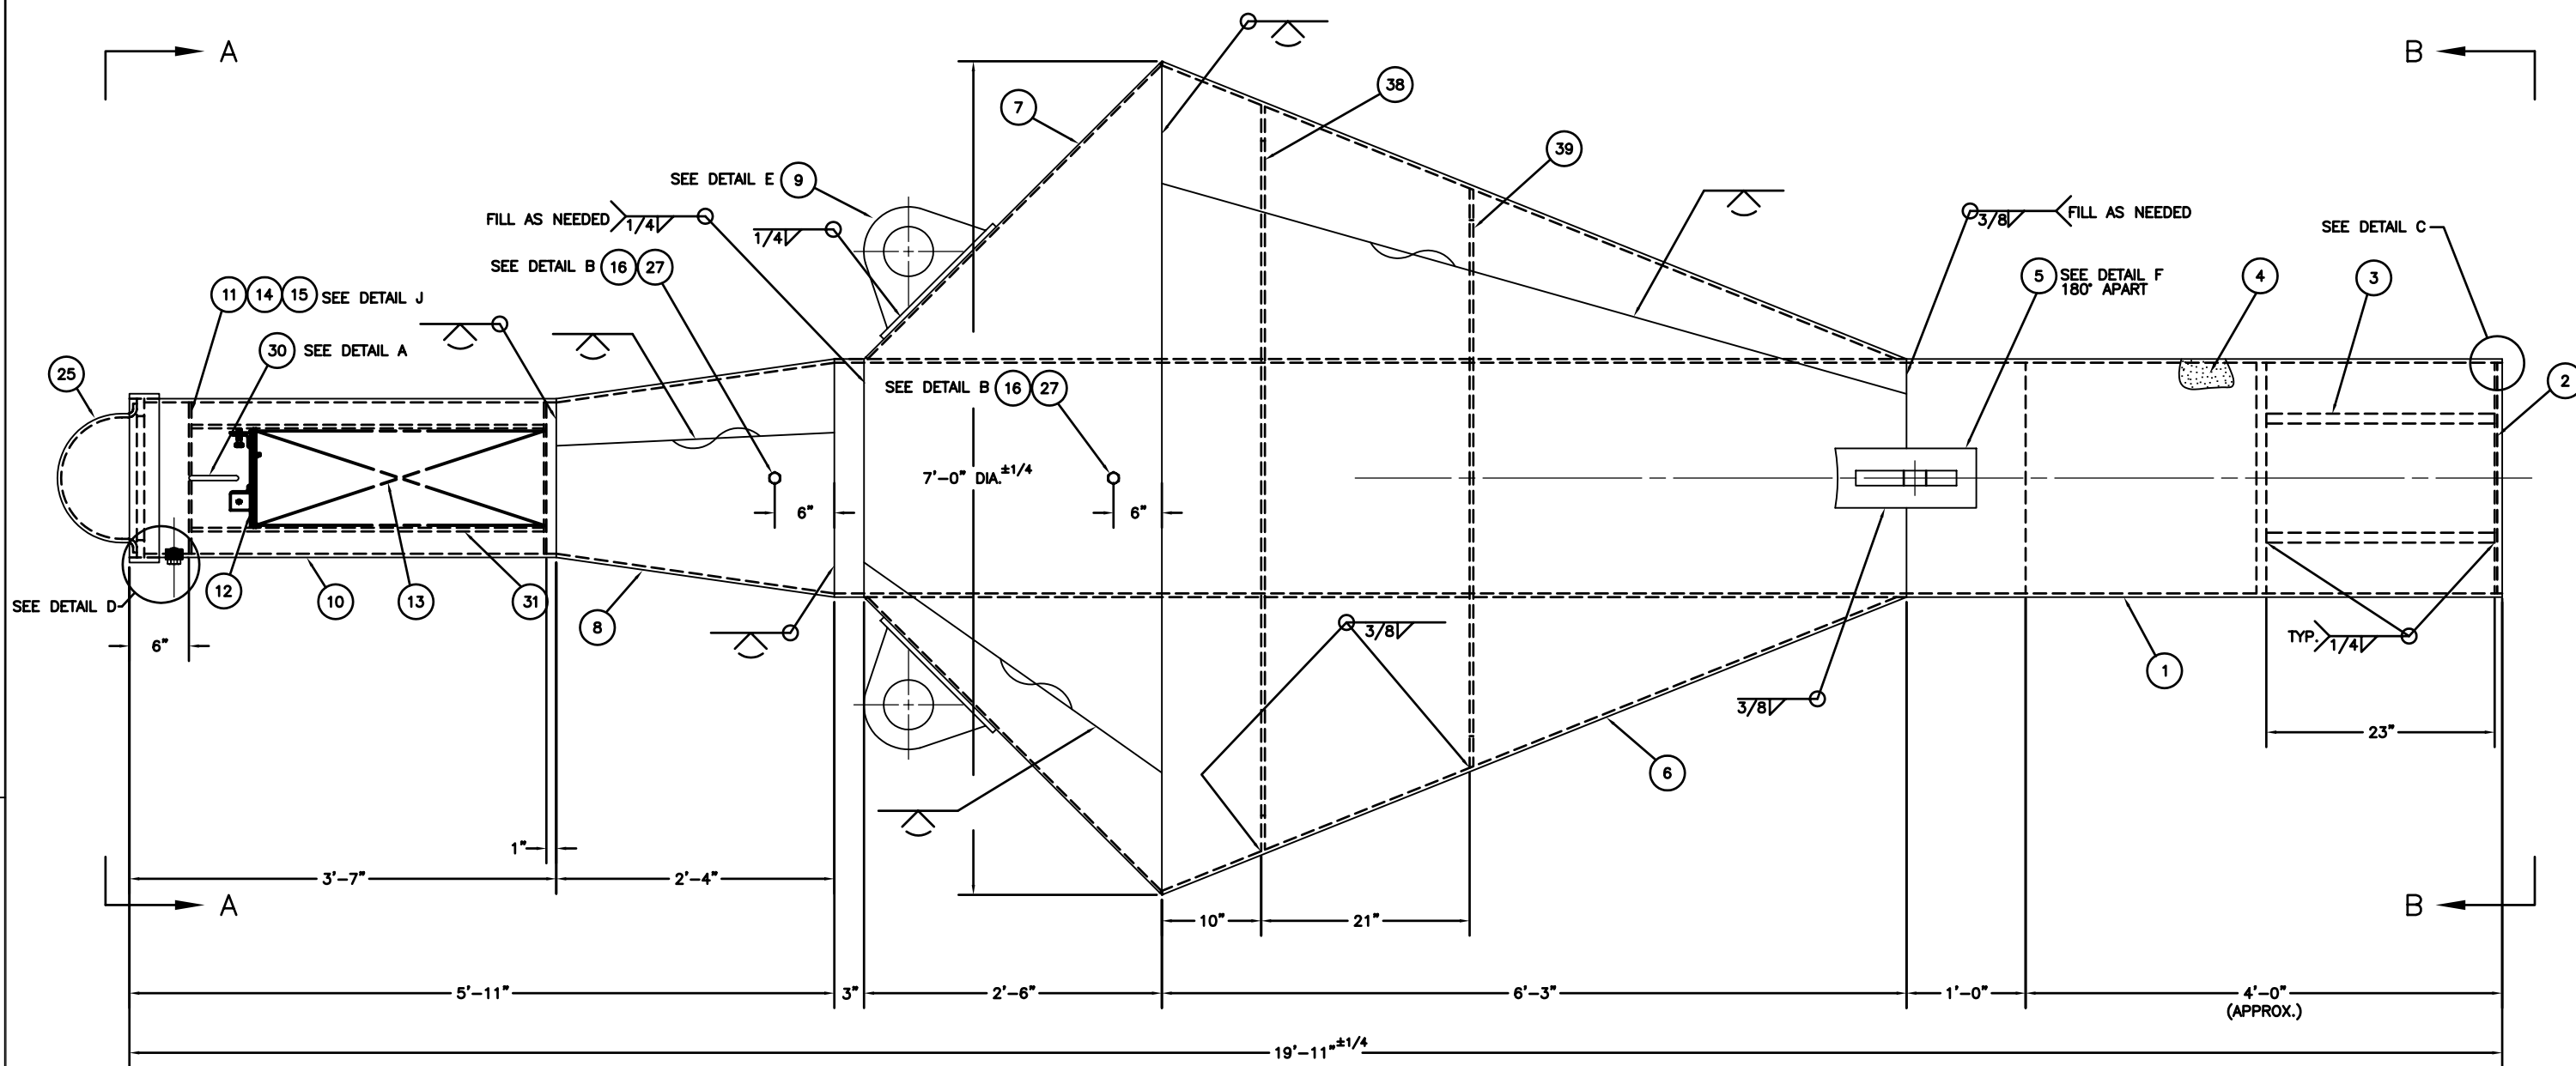 A
B
7
38
39
SEE DETAIL E 9
FILL AS NEEDED 1/4
1/4
3/8 FILL AS NEEDED
SEE DETAIL C
SEE DETAIL B 16 27
5 SEE DETAIL F
180° APART
4
3
11 14 15 SEE DETAIL J
30 SEE DETAIL A
25
2
SEE DETAIL B 16 27
7'-0" DIA.±1/4
6"
6"
12
10
13
31
8
SEE DETAIL D
3/8
TYP. 1/4
6"
1
3/8
23"
6
1"
3'-7"
2'-4"
A
B
10"
21"
5'-11"
3"
2'-6"
6'-3"
1'-0"
4'-0"
(APPROX.)
19'-11"±1/4